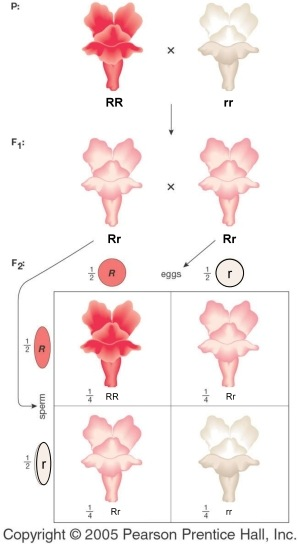 P:
×
RR rr
F1:
×
Rr Rr
F2:
1/2 R eggs 1/2 r
1/2 R
1/4 RR 1/4 Rr
sperm
1/2 r
1/4 Rr 1/4 rr
Copyright © 2005 Pearson Prentice Hall, Inc.